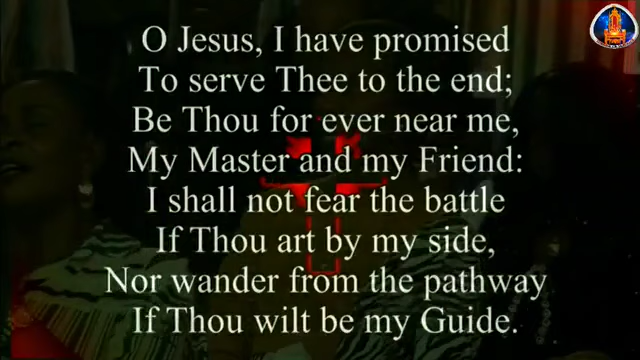 O Jesus, I have promised
To serve Thee to the end;
Be Thou for ever near me,
My Master and my Friend:
I shall not fear the battle
If Thou art by my side,
Nor wander from the pathway
If Thou wilt be my Guide.